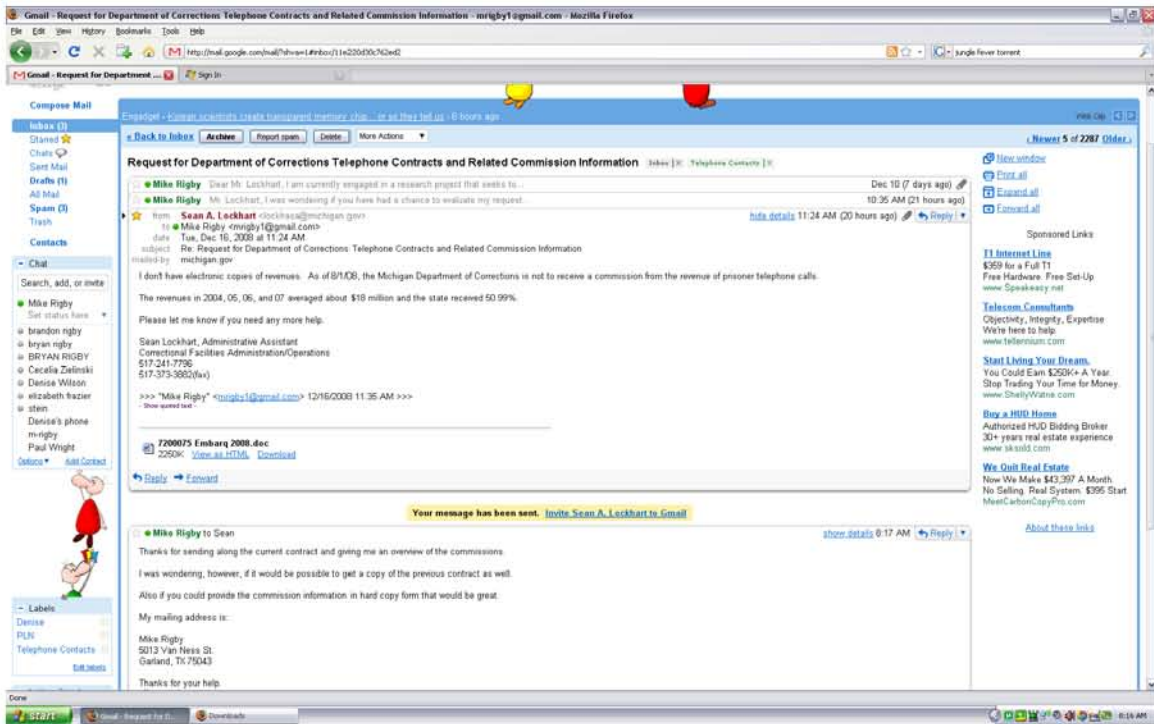 Gmail - Request for Department of Corrections Telephone Contracts and Related Commission Information - mrigby1@gmail.com - Mozilla Firefox
File Edit View History Bookmarks Tools Help
jungle fever torrent
Gmail - Request for Department ... Sign In
Compose Mail
Inbox (3)
Starred
Chats
Sent Mail
Drafts (1)
All Mail
Spam (3)
Trash
Contacts
Chat
Search, add, or invite
Mike Rigby
Set status here
brandon rigby
bryan rigby
BRYAN RIGBY
Cecelia Zielinski
Denise Wilson
elizabeth frazier
stein
Denise's phone
m-rigby
Paul Wright
Options Add Contact
Labels
Denise
PLN
Telephone Contacts
Edit labels
Engadget - Korean scientists create transparent memory chip... or so they tell us - 6 hours ago
Web Clip
« Back to Inbox Archive Report spam Delete More Actions
‹ Newer 5 of 2287 Older ›
Request for Department of Corrections Telephone Contracts and Related Commission Information Inbox | X Telephone Contacts | X
Mike Rigby Dear Mr. Lockhart, I am currently engaged in a research project that seeks to... Dec 10 (7 days ago)
Mike Rigby Mr. Lockhart, I was wondering if you have had a chance to evaluate my request... 10:35 AM (21 hours ago)
from Sean A. Lockhart hide details 11:24 AM (20 hours ago) Reply
to Mike Rigby <mrigby1@gmail.com>
date Tue, Dec 16, 2008 at 11:24 AM
subject Re: Request for Department of Corrections Telephone Contracts and Related Commission Information
mailed-by michigan.gov
I don't have electronic copies of revenues. As of 8/1/08, the Michigan Department of Corrections is not to receive a commission from the revenue of prisoner telephone calls.
The revenues in 2004, 05, 06, and 07 averaged about $18 million and the state received 50.99%.
Please let me know if you need any more help.
Sean Lockhart, Administrative Assistant
Correctional Facilities Administration/Operations
517-241-7796
517-373-3882(fax)
>>> "Mike Rigby" <mrigby1@gmail.com> 12/16/2008 11:35 AM >>>
- Show quoted text -
7200075 Embarq 2008.doc
2250K View as HTML Download
Reply Forward
Your message has been sent. Invite Sean A. Lockhart to Gmail
Mike Rigby to Sean show details 8:17 AM Reply
Thanks for sending along the current contract and giving me an overview of the commissions.
I was wondering, however, if it would be possible to get a copy of the previous contract as well.
Also if you could provide the commission information in hard copy form that would be great.
My mailing address is:
Mike Rigby
5013 Van Ness St.
Garland, TX 75043
Thanks for your help.
New window
Print all
Expand all
Forward all
Sponsored Links
T1 Internet Line
$359 for a Full T1
Free Hardware. Free Set-Up
www.Speakeasy.net
Telecom Consultants
Objectivity, Integrity, Expertise
We're here to help.
www.tellennium.com
Start Living Your Dream.
You Could Earn $250K+ A Year.
Stop Trading Your Time for Money.
www.ShellyWatne.com
Buy a HUD Home
Authorized HUD Bidding Broker
30+ years real estate experience
www.sksold.com
We Quit Real Estate
Now We Make $43,397 A Month
No Selling. Real System. $395 Start
MeetCarbonCopyPro.com
About these links
Done
start Gmail - Request for D... Downloads 8:16 AM